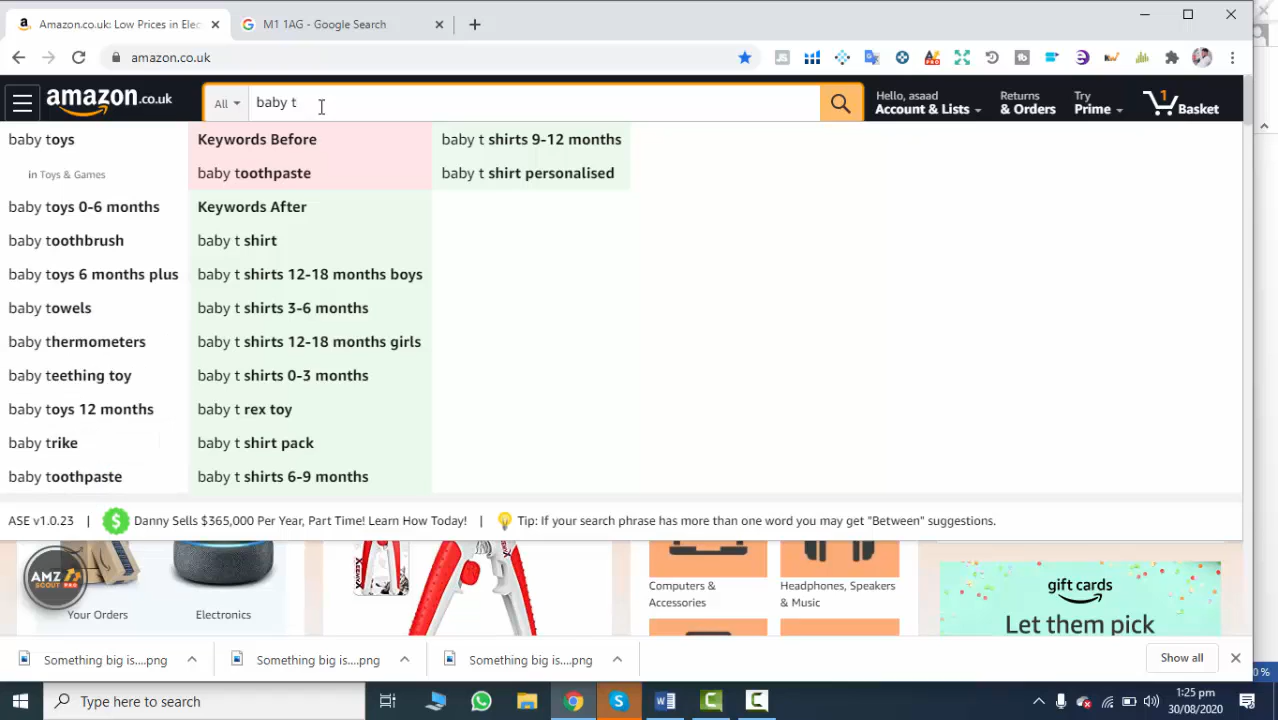 Amazon.co.uk: Low Prices in Elec
M1 1AG - Google Search
amazon.co.uk
amazon.co.uk
All
baby t
Hello, asaad
Account & Lists
Returns
& Orders
Try
Prime
1
Basket
baby toys
in Toys & Games
baby toys 0-6 months
baby toothbrush
baby toys 6 months plus
baby towels
baby thermometers
baby teething toy
baby toys 12 months
baby trike
baby toothpaste
Keywords Before
baby toothpaste
Keywords After
baby t shirt
baby t shirts 12-18 months boys
baby t shirts 3-6 months
baby t shirts 12-18 months girls
baby t shirts 0-3 months
baby t rex toy
baby t shirt pack
baby t shirts 6-9 months
baby t shirts 9-12 months
baby t shirt personalised
ASE v1.0.23 | Danny Sells $365,000 Per Year, Part Time! Learn How Today! | Tip: If your search phrase has more than one word you may get "Between" suggestions.
AMZ
SCOUT PRO
Your Orders
Electronics
Computers &
Accessories
Headphones, Speakers
& Music
gift cards
Let them pick
Something big is....png
Something big is....png
Something big is....png
Show all
0 %
Type here to search
1:25 pm
30/08/2020